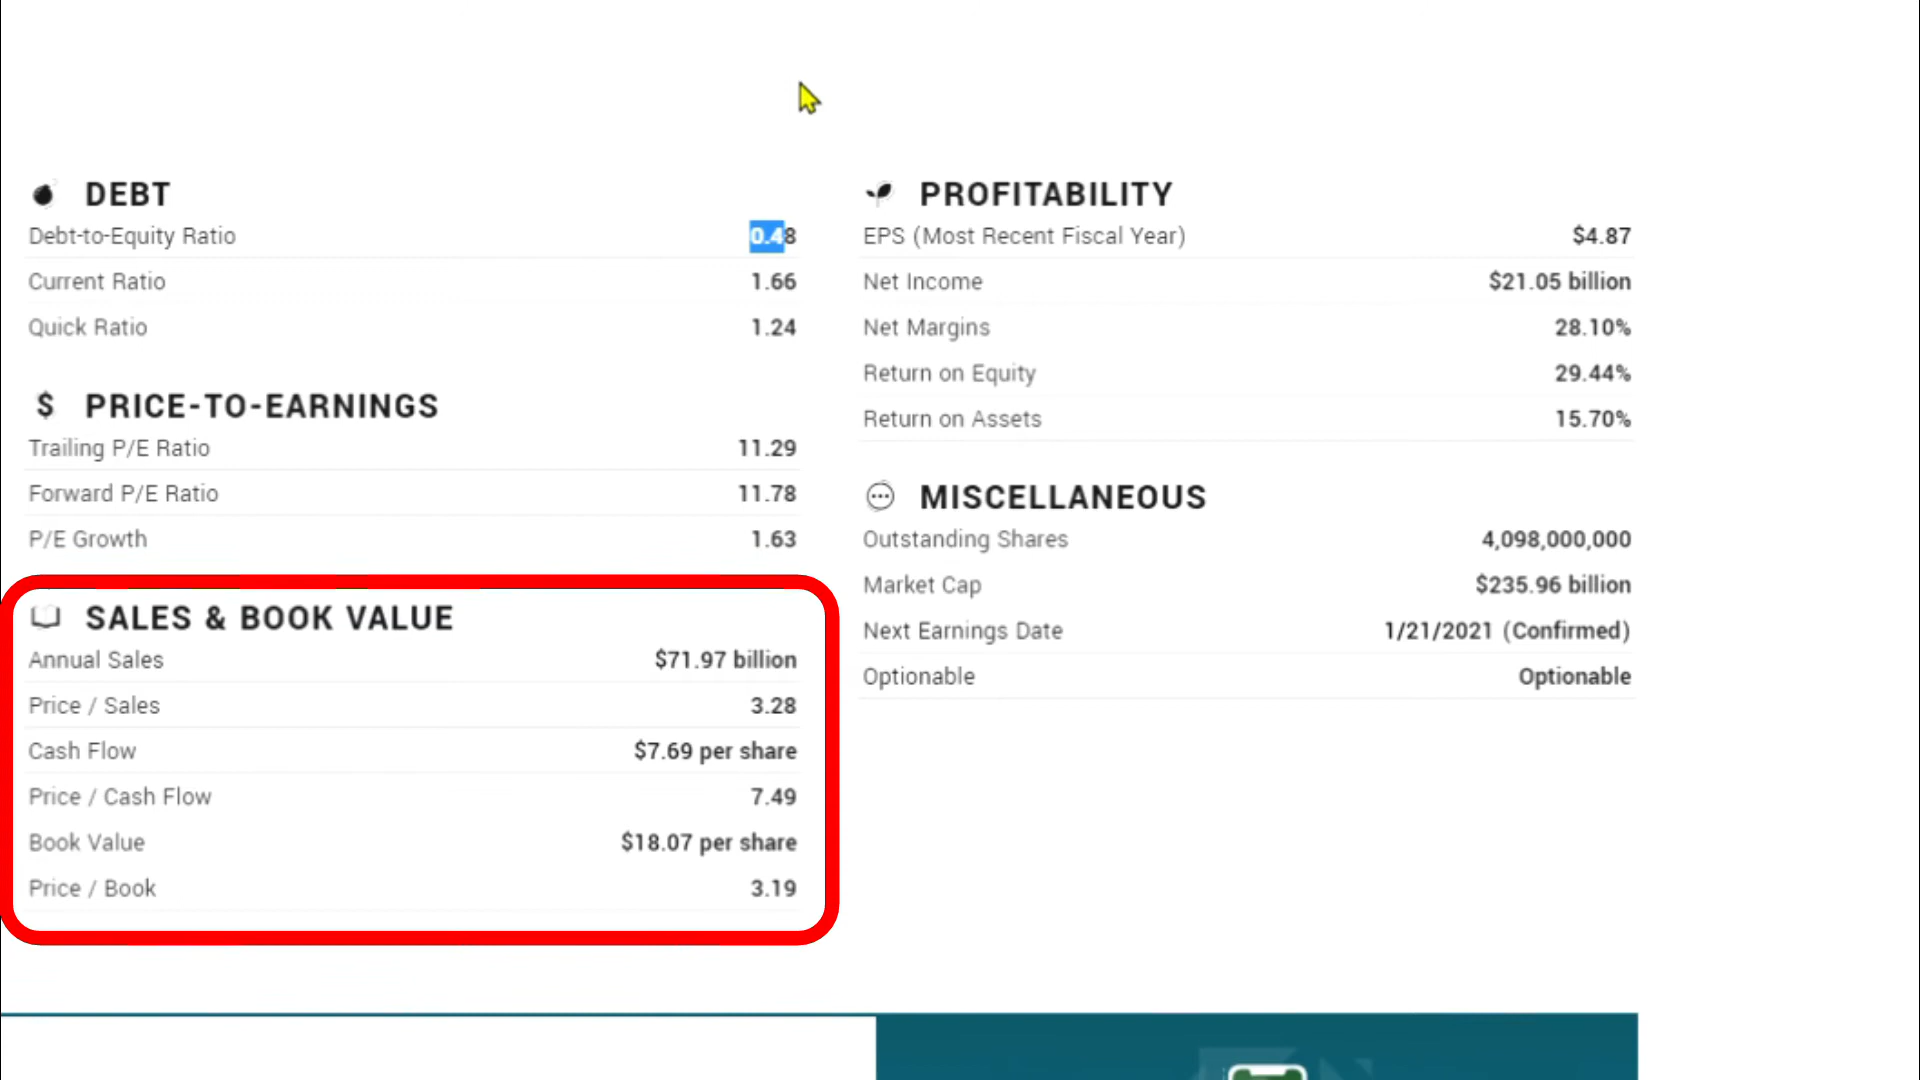 DEBT
Debt-to-Equity Ratio 0.48
Current Ratio 1.66
Quick Ratio 1.24
$ PRICE-TO-EARNINGS
Trailing P/E Ratio 11.29
Forward P/E Ratio 11.78
P/E Growth 1.63
SALES & BOOK VALUE
Annual Sales $71.97 billion
Price / Sales 3.28
Cash Flow $7.69 per share
Price / Cash Flow 7.49
Book Value $18.07 per share
Price / Book 3.19
PROFITABILITY
EPS (Most Recent Fiscal Year) $4.87
Net Income $21.05 billion
Net Margins 28.10%
Return on Equity 29.44%
Return on Assets 15.70%
MISCELLANEOUS
Outstanding Shares 4,098,000,000
Market Cap $235.96 billion
Next Earnings Date 1/21/2021 (Confirmed)
Optionable Optionable